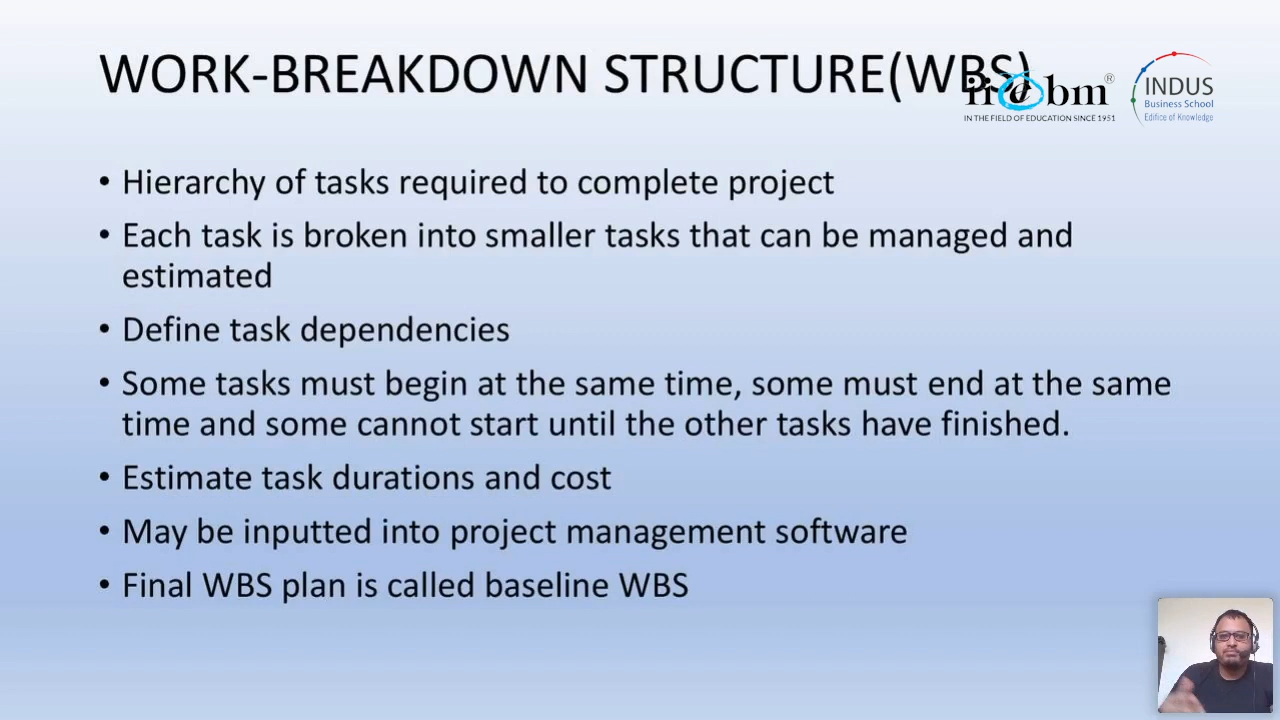 WORK-BREAKDOWN STRUCTURE(WBS)
iiebm®
IN THE FIELD OF EDUCATION SINCE 1951
INDUS
Business School
Edifice of Knowledge
• Hierarchy of tasks required to complete project
• Each task is broken into smaller tasks that can be managed and
estimated
• Define task dependencies
• Some tasks must begin at the same time, some must end at the same
time and some cannot start until the other tasks have finished.
• Estimate task durations and cost
• May be inputted into project management software
• Final WBS plan is called baseline WBS